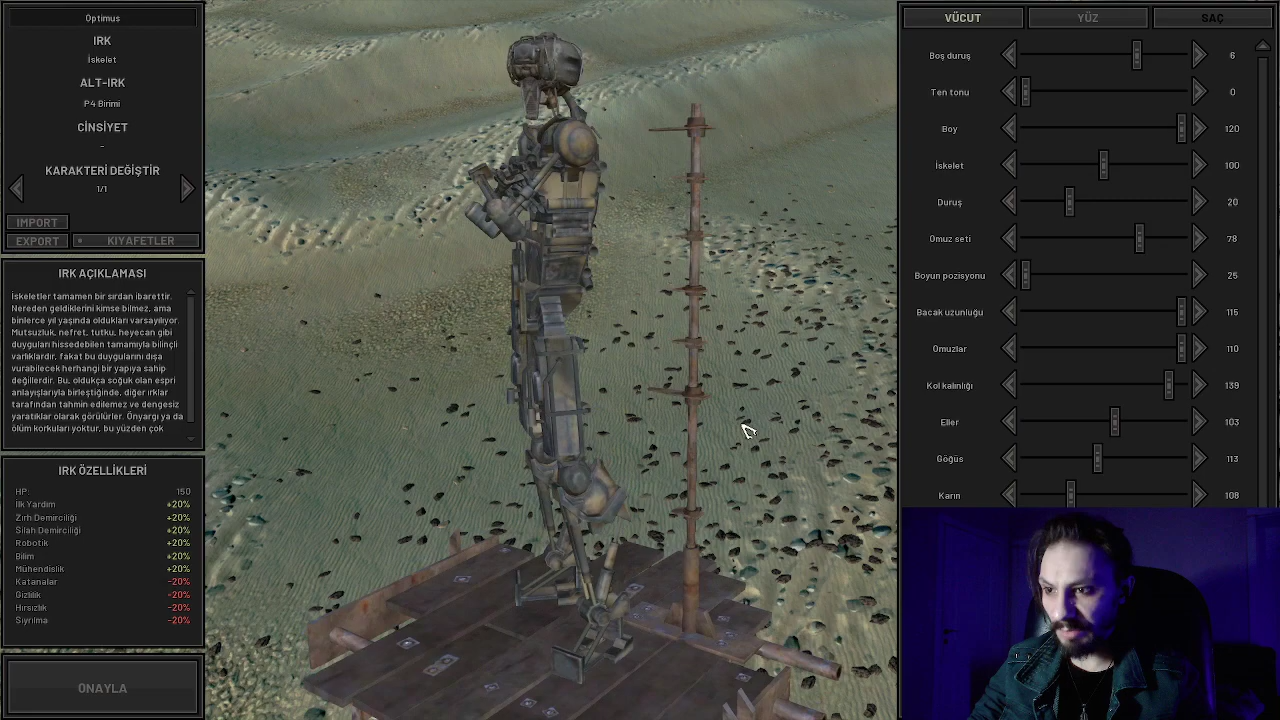 Optimus
IRK
İskelet
ALT-IRK
P4 Birimi
CİNSİYET
-
KARAKTERİ DEĞİŞTİR
1/1
IMPORT
EXPORT
KIYAFETLER
IRK AÇIKLAMASI
İskeletler tamamen bir sırdan ibarettir.
Nereden geldiklerini kimse bilmez, ama
binlerce yıl yaşında oldukları varsayılıyor.
Mutsuzluk, nefret, tutku, heyecan gibi
duyguları hissedebilen tamamıyla bilinçli
varlıklardır, fakat bu duygularını dışa
vurabilecek herhangi bir yapıya sahip
değillerdir. Bu, oldukça soğuk olan espri
anlayışlarıyla birleştiğinde, diğer ırklar
tarafından tahmin edilemez ve dengesiz
yaratıklar olarak görülürler. Önyargı ya da
ölüm korkuları yoktur, bu yüzden çok
IRK ÖZELLİKLERİ
HP: 150
İlk Yardım +20%
Zırh Demirciliği +20%
Silah Demirciliği +20%
Robotik +20%
Bilim +20%
Mühendislik +20%
Katanalar -20%
Gizlilik -20%
Hırsızlık -20%
Sıyrılma -20%
ONAYLA
VÜCUT YÜZ SAÇ
Boş duruş 6
Ten tonu 0
Boy 120
İskelet 100
Duruş 20
Omuz seti 78
Boyun pozisyonu 25
Bacak uzunluğu 115
Omuzlar 110
Kol kalınlığı 139
Eller 103
Göğüs 113
Karın 108